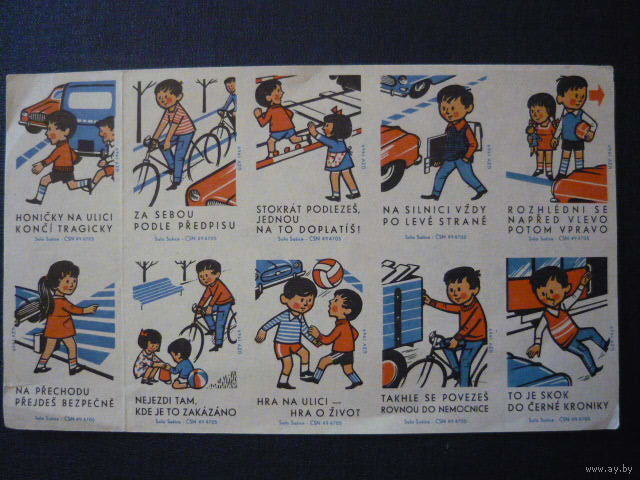 HONIČKY NA ULICI
KONČÍ TRAGICKY
Solo Sušice - ČSN 49 6705
ZA SEBOU
PODLE PŘEDPISU
Solo Sušice - ČSN 49 6705
STOKRÁT PODLEZEŠ,
JEDNOU
NA TO DOPLATÍŠ!
Solo Sušice - ČSN 49 6705
NA SILNICI VŽDY
PO LEVÉ STRANĚ
Solo Sušice - ČSN 49 6705
ROZHLÉDNI SE
NAPŘED VLEVO
POTOM VPRAVO
Solo Sušice - ČSN 49 6705
NA PŘECHODU
PŘEJDEŠ BEZPEČNĚ
Solo Sušice - ČSN 49 6705
NEJEZDI TAM,
KDE JE TO ZAKÁZÁNO
Solo Sušice - ČSN 49 6705
HRA NA ULICI —
HRA O ŽIVOT
Solo Sušice - ČSN 49 6705
TAKHLE SE POVEZEŠ
ROVNOU DO NEMOCNICE
Solo Sušice - ČSN 49 6705
TO JE SKOK
DO ČERNÉ KRONIKY
Solo Sušice - ČSN 49 6705
www.ay.by